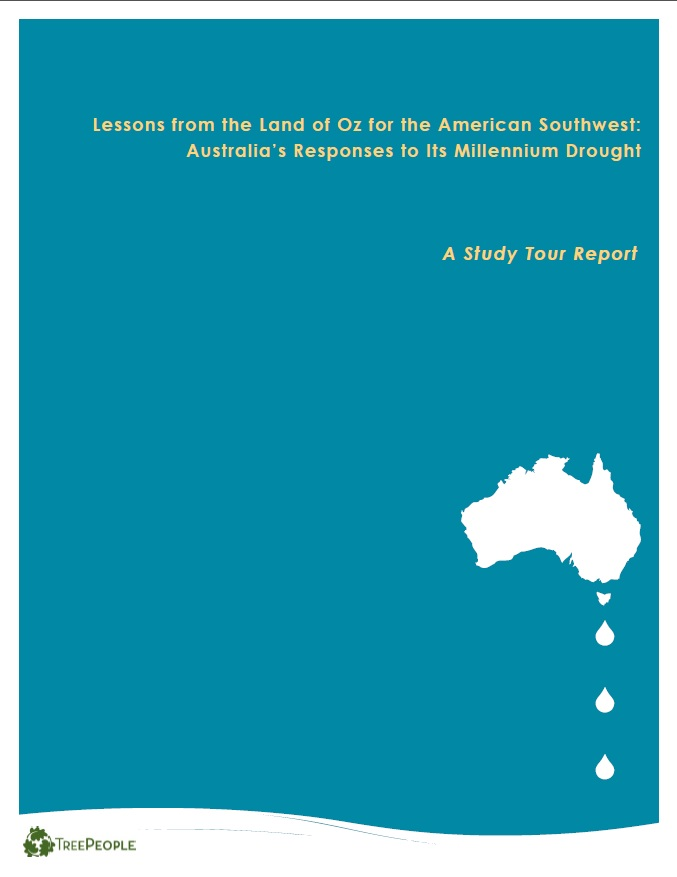 Lessons from the Land of Oz for the American Southwest:
Australia's Responses to Its Millennium Drought
A Study Tour Report
TREEPEOPLE